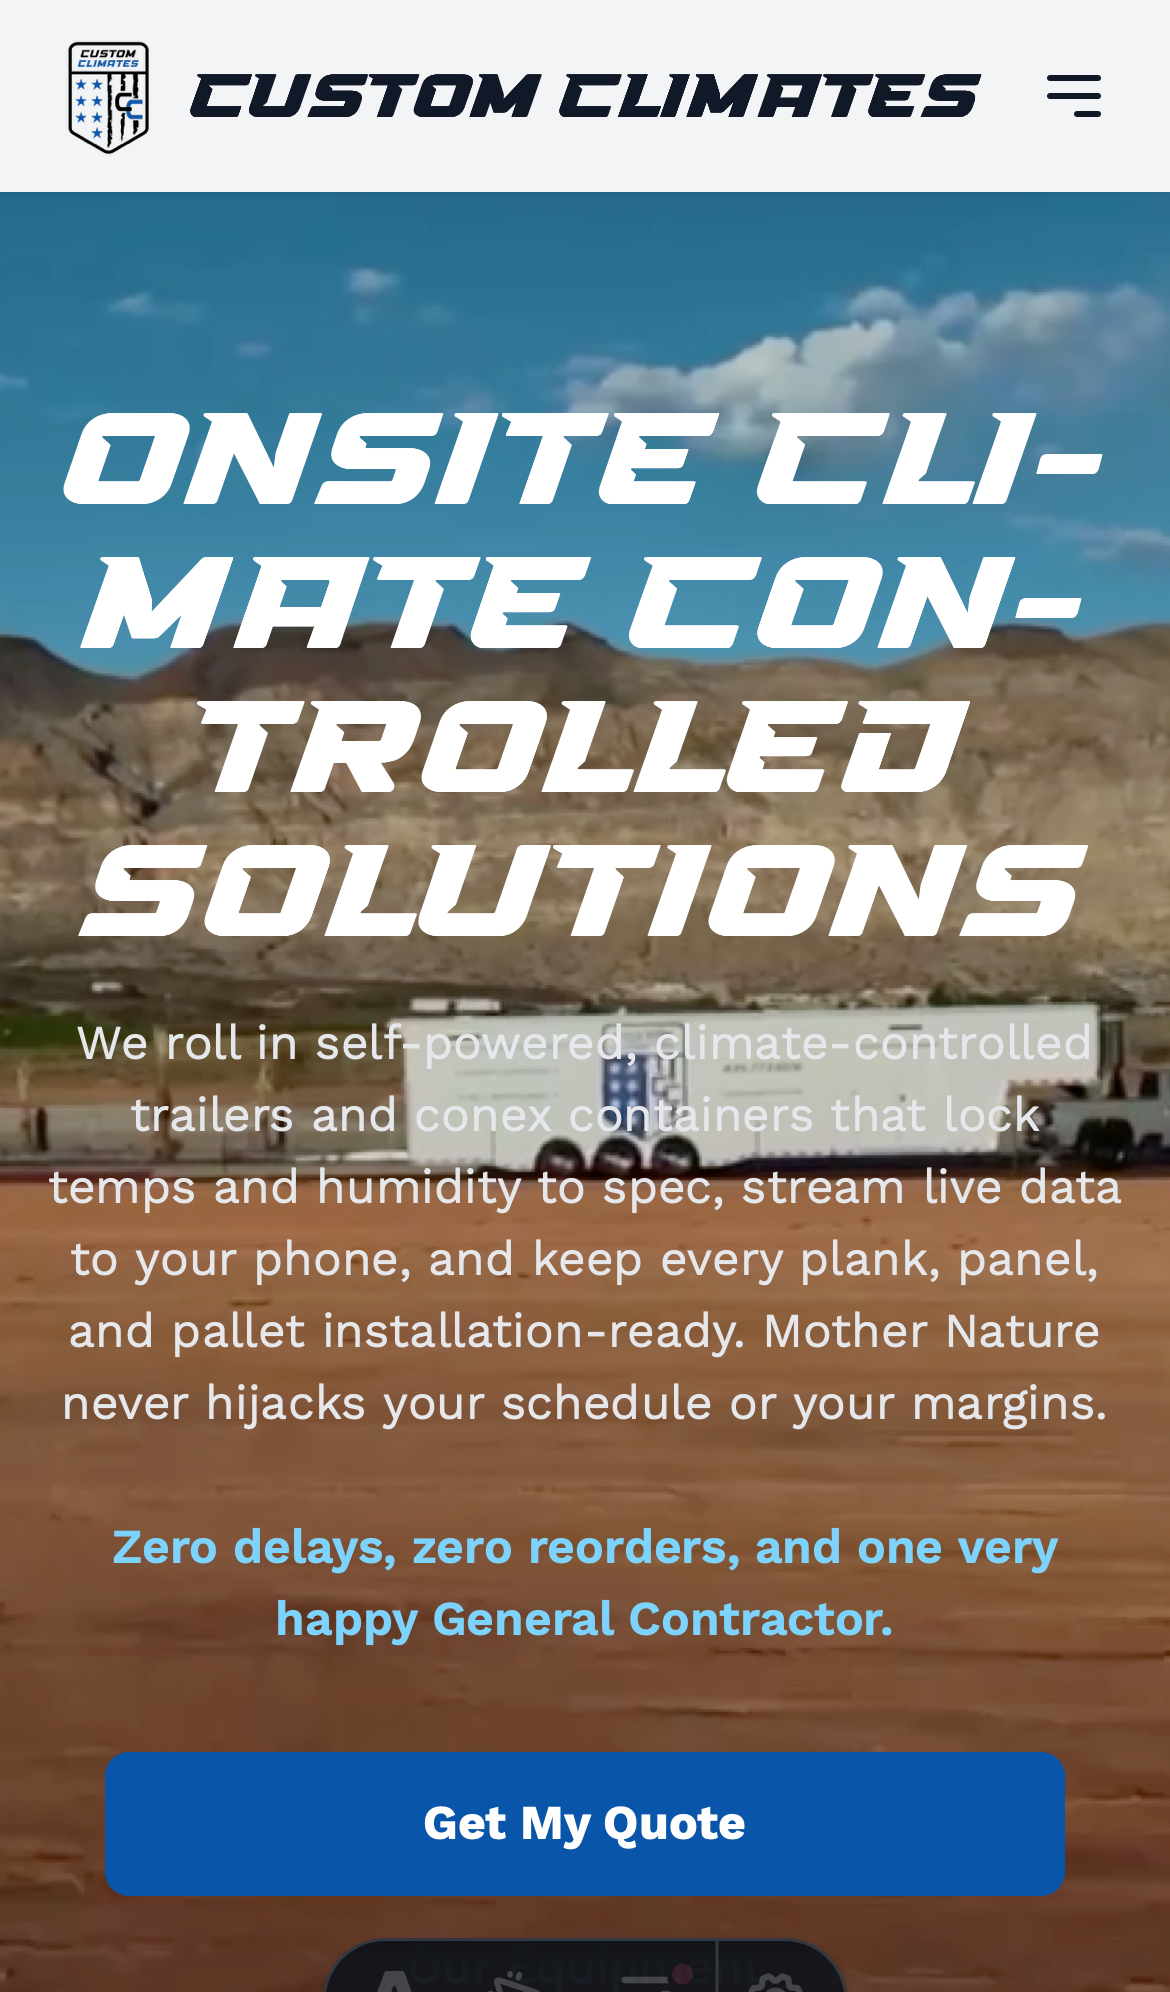 CUSTOM
CLIMATES
CUSTOM CLIMATES
ONSITE CLI-
MATE CON-
TROLLED
SOLUTIONS
We roll in self-powered, climate-controlled
trailers and conex containers that lock
temps and humidity to spec, stream live data
to your phone, and keep every plank, panel,
and pallet installation-ready. Mother Nature
never hijacks your schedule or your margins.
Zero delays, zero reorders, and one very
happy General Contractor.
Get My Quote
Our Equipment